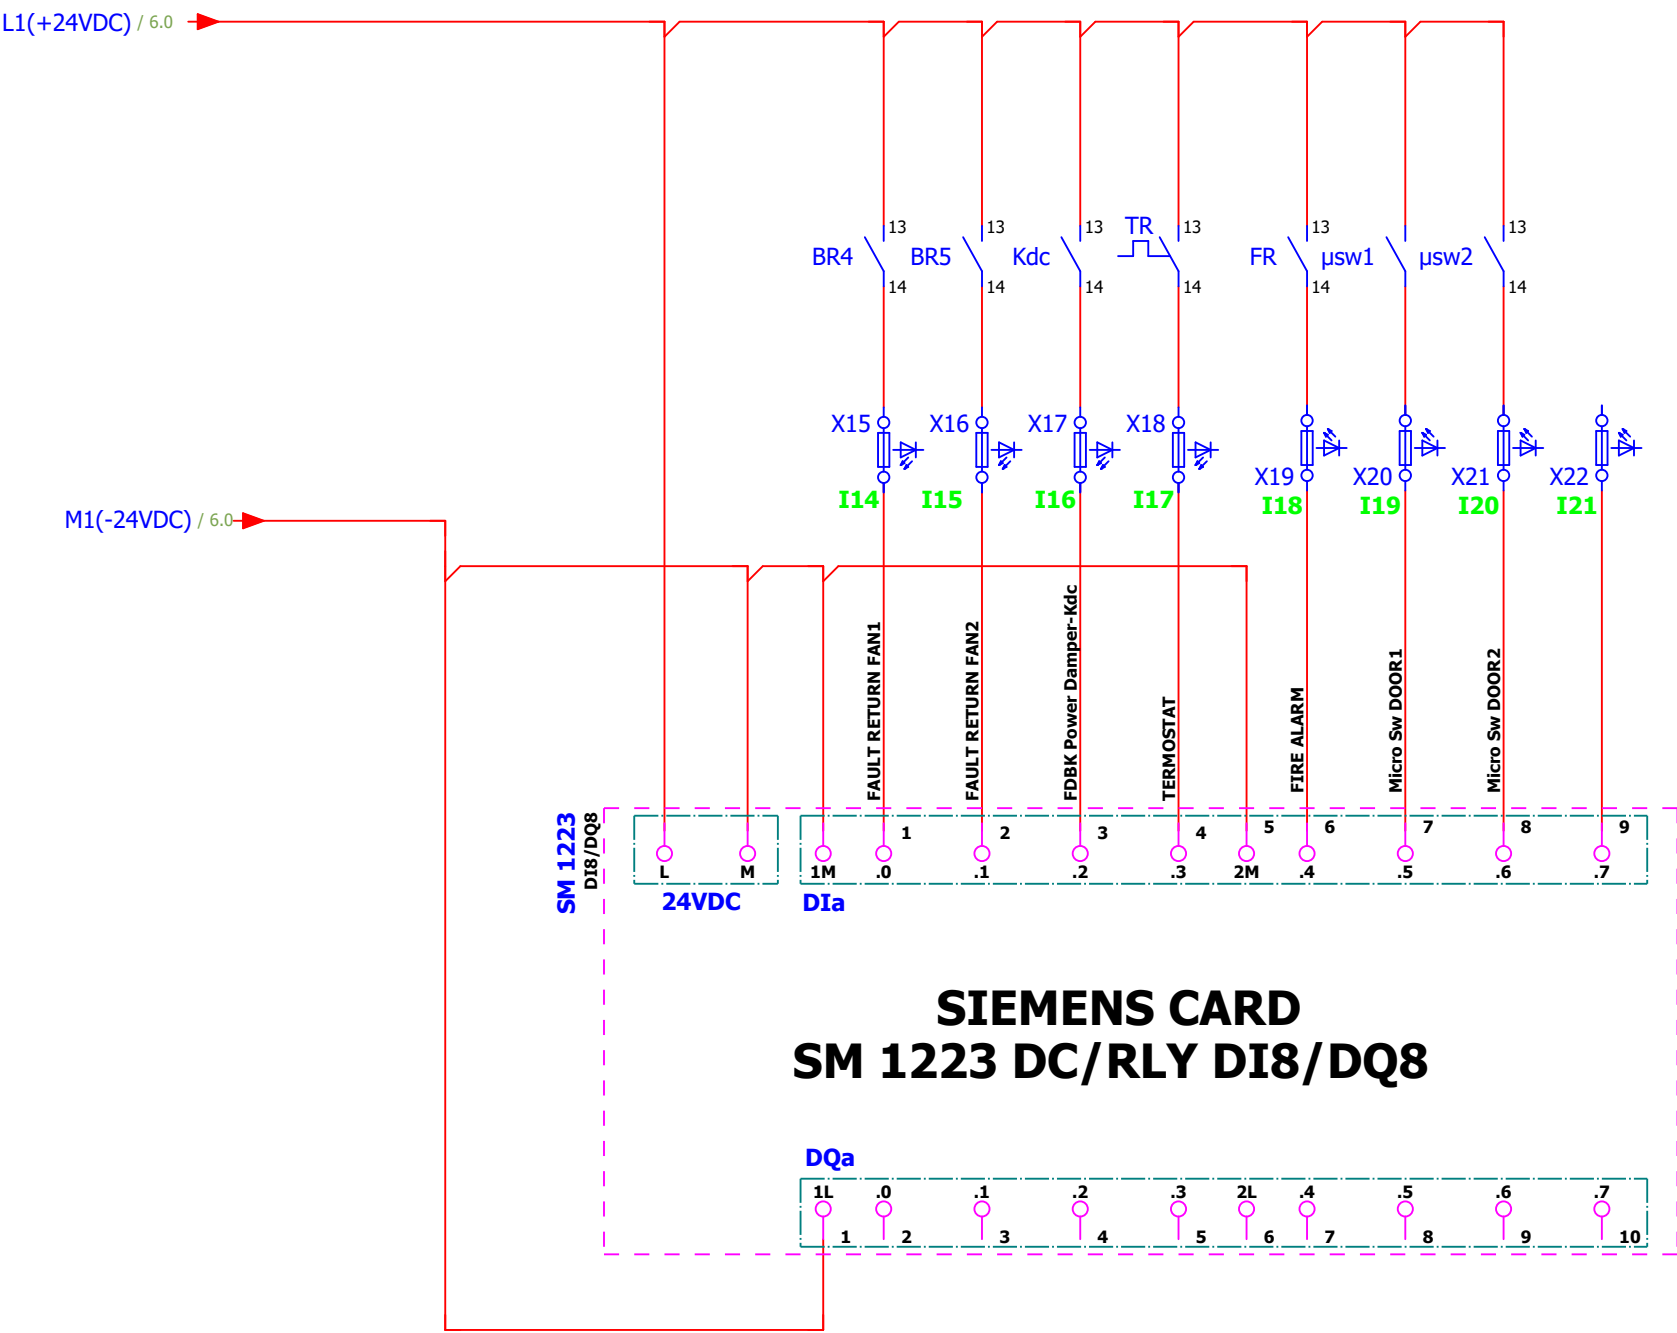 L1(+24VDC) / 6.0
13 13 13 TR 13 13 13
BR4 BR5 Kdc FR µsw1 µsw2
14 14 14 14 14 14
X15 X16 X17 X18
X19 X20 X21 X22
I14 I15 I16 I17 I18 I19 I20 I21
M1(-24VDC) / 6.0
FAULT RETURN FAN1
FAULT RETURN FAN2
FDBK Power Damper-Kdc
TERMOSTAT
FIRE ALARM
Micro Sw DOOR1
Micro Sw DOOR2
SM 1223
DI8/DQ8
1 2 3 4 5 6 7 8 9
L M 1M .0 .1 .2 .3 2M .4 .5 .6 .7
24VDC DIa
SIEMENS CARD
SM 1223 DC/RLY DI8/DQ8
DQa
1L .0 .1 .2 .3 2L .4 .5 .6 .7
1 2 3 4 5 6 7 8 9 10